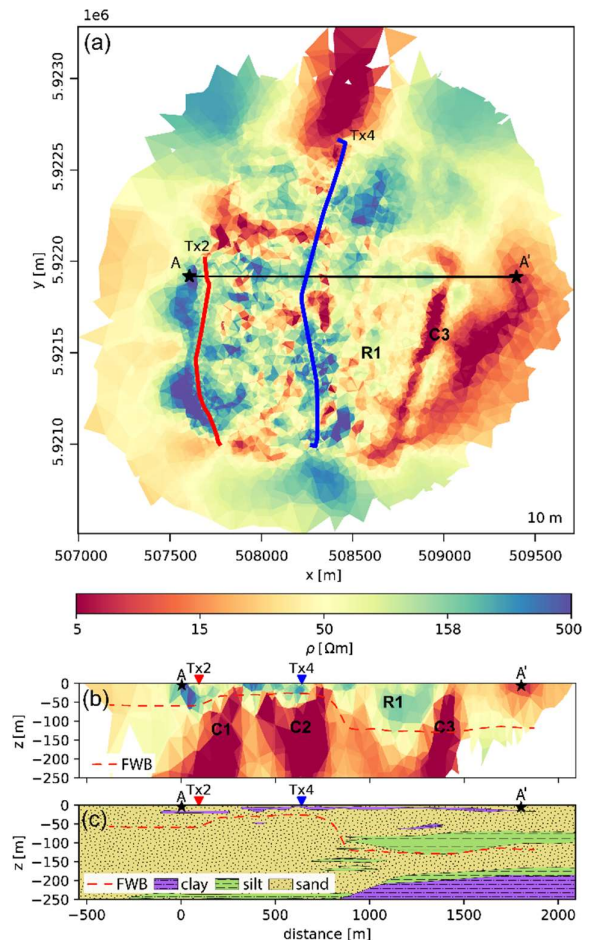 1e6
(a)
5.9230
5.9225
5.9220
5.9215
5.9210
y [m]
Tx4
Tx2
A
A'
C3
R1
10 m
507000 507500 508000 508500 509000 509500
x [m]
5 15 50 158 500
ρ [Ωm]
A Tx2 Tx4 A'
0
−50
−100
−150
−200
−250
z [m]
(b)
C1 C2 R1 C3
FWB
A Tx2 Tx4 A'
0
−50
−100
−150
−200
−250
z [m]
(c)
FWB clay silt sand
−500 0 500 1000 1500 2000
distance [m]